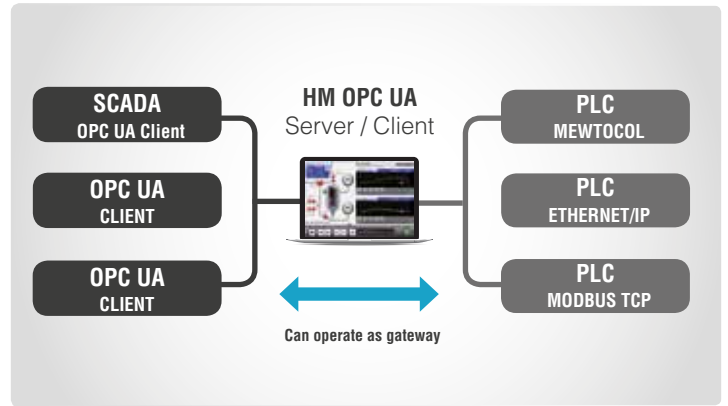 SCADA
OPC UA Client
OPC UA
CLIENT
OPC UA
CLIENT
HM OPC UA
Server / Client
Can operate as gateway
PLC
MEWTOCOL
PLC
ETHERNET/IP
PLC
MODBUS TCP